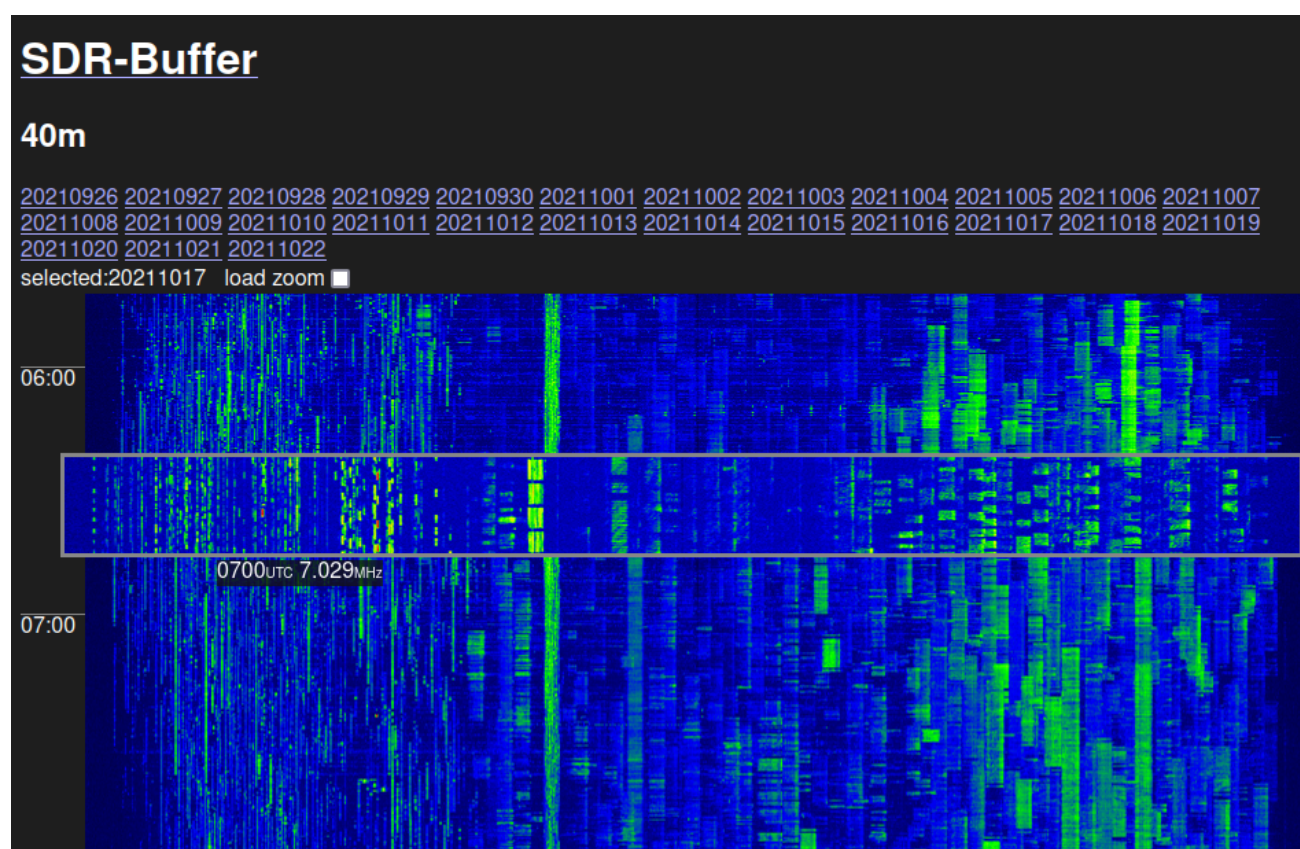 SDR-Buffer
40m
20210926 20210927 20210928 20210929 20210930 20211001 20211002 20211003 20211004 20211005 20211006 20211007
20211008 20211009 20211010 20211011 20211012 20211013 20211014 20211015 20211016 20211017 20211018 20211019
20211020 20211021 20211022
selected:20211017 load zoom
06:00
0700UTC 7.029MHz
07:00